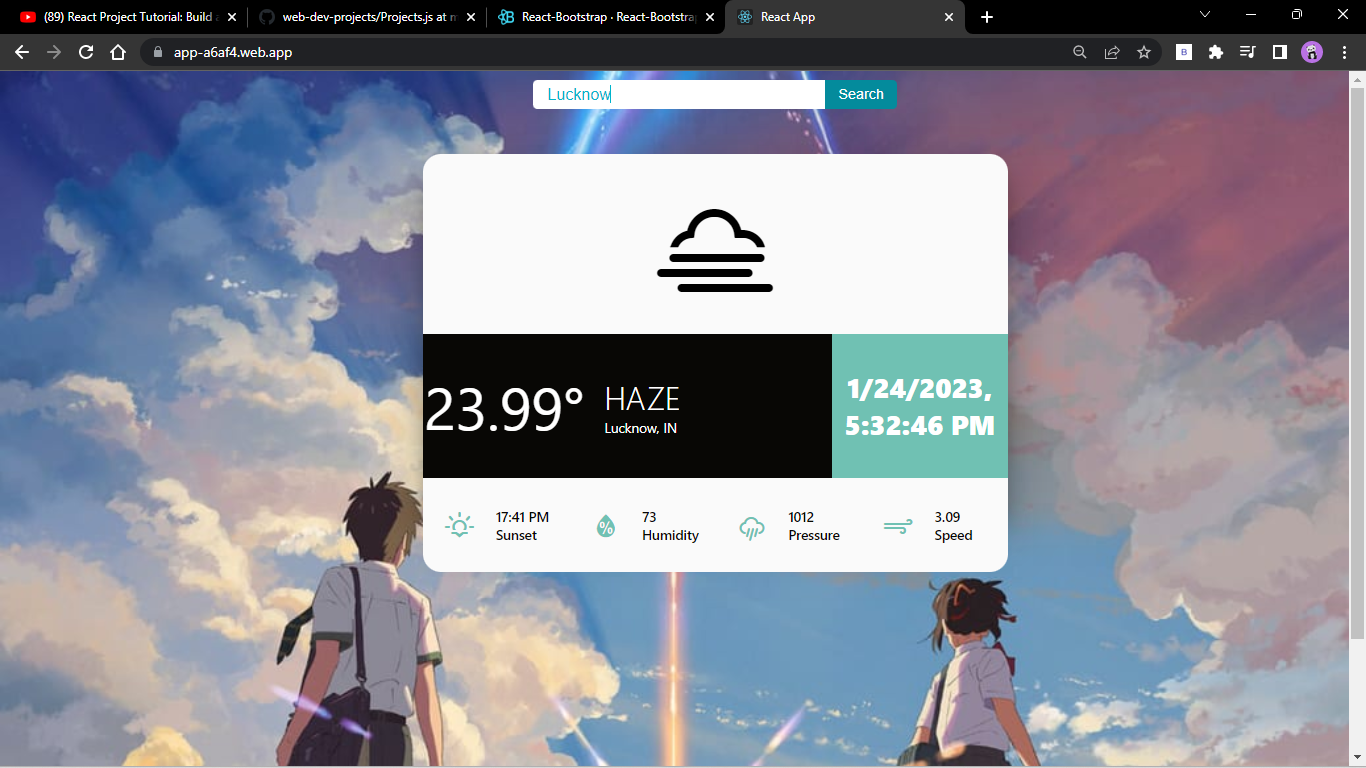 (89) React Project Tutorial: Build a
web-dev-projects/Projects.js at m
React-Bootstrap · React-Bootstra
React App
app-a6af4.web.app
B
Lucknow
Search
23.99°
HAZE
Lucknow, IN
1/24/2023,
5:32:46 PM
17:41 PM
Sunset
%
73
Humidity
1012
Pressure
3.09
Speed